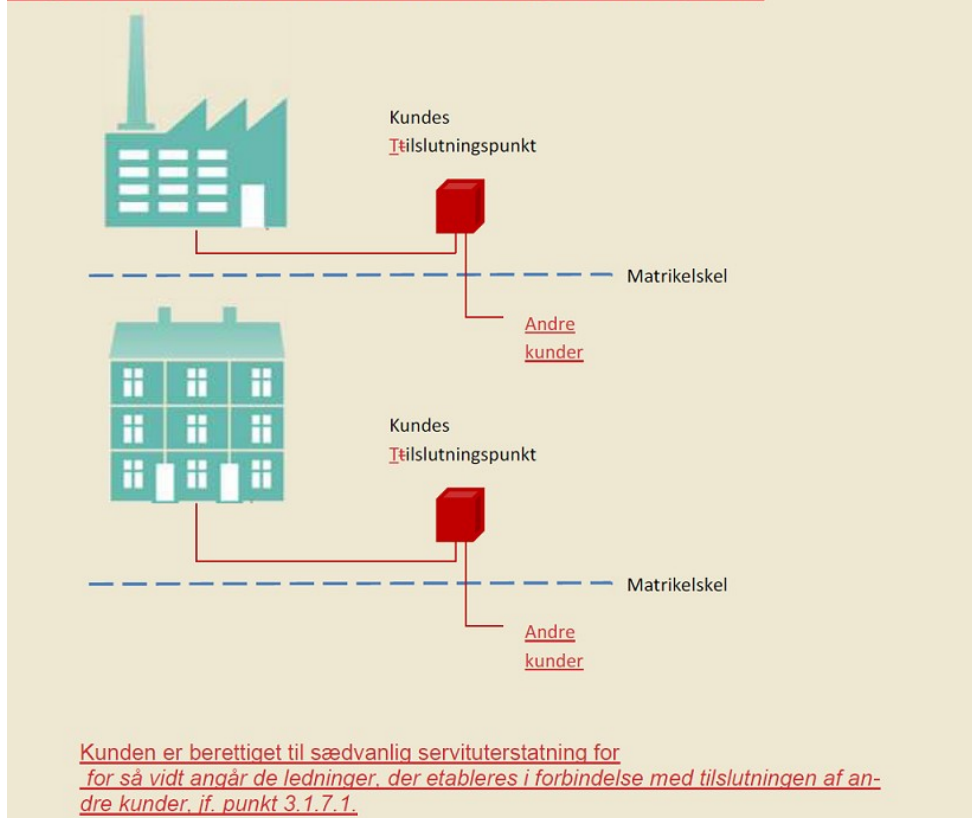 Kundes
Ttilslutningspunkt
Matrikelskel
Andre
kunder
Kundes
Ttilslutningspunkt
Matrikelskel
Andre
kunder
Kunden er berettiget til sædvanlig servituterstatning for
for så vidt angår de ledninger, der etableres i forbindelse med tilslutningen af an-
dre kunder, jf. punkt 3.1.7.1.